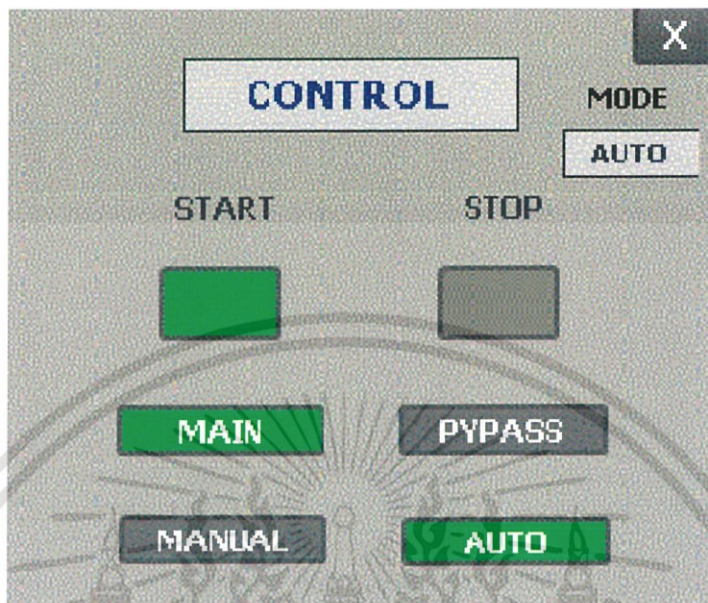 X
CONTROL
MODE
AUTO
START
STOP
MAIN
PYPASS
MANUAL
AUTO